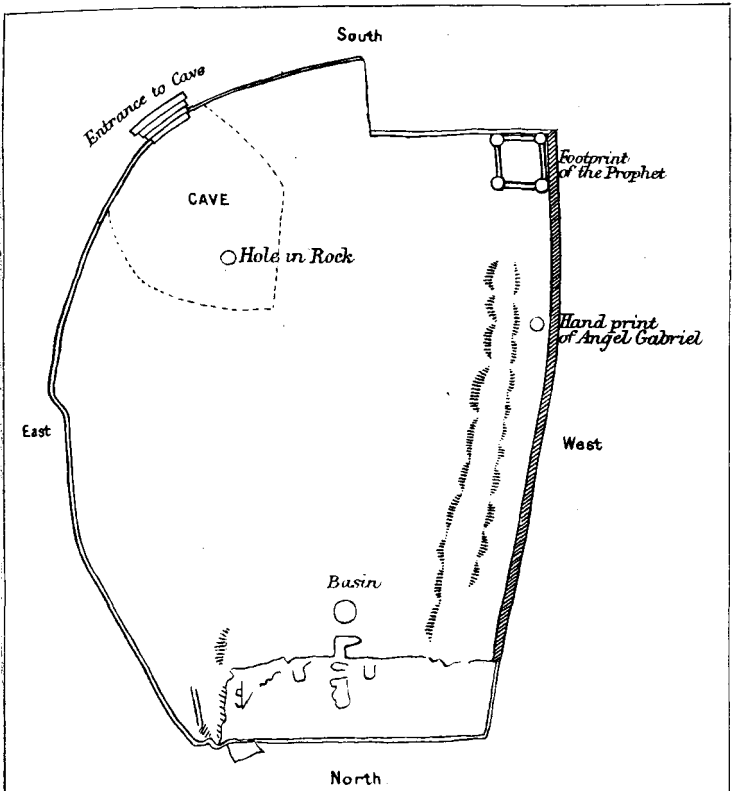 South
Entrance to Cave
Footprint
of the Prophet
CAVE
Hole in Rock
Hand print
of Angel Gabriel
East
West
Basin
North